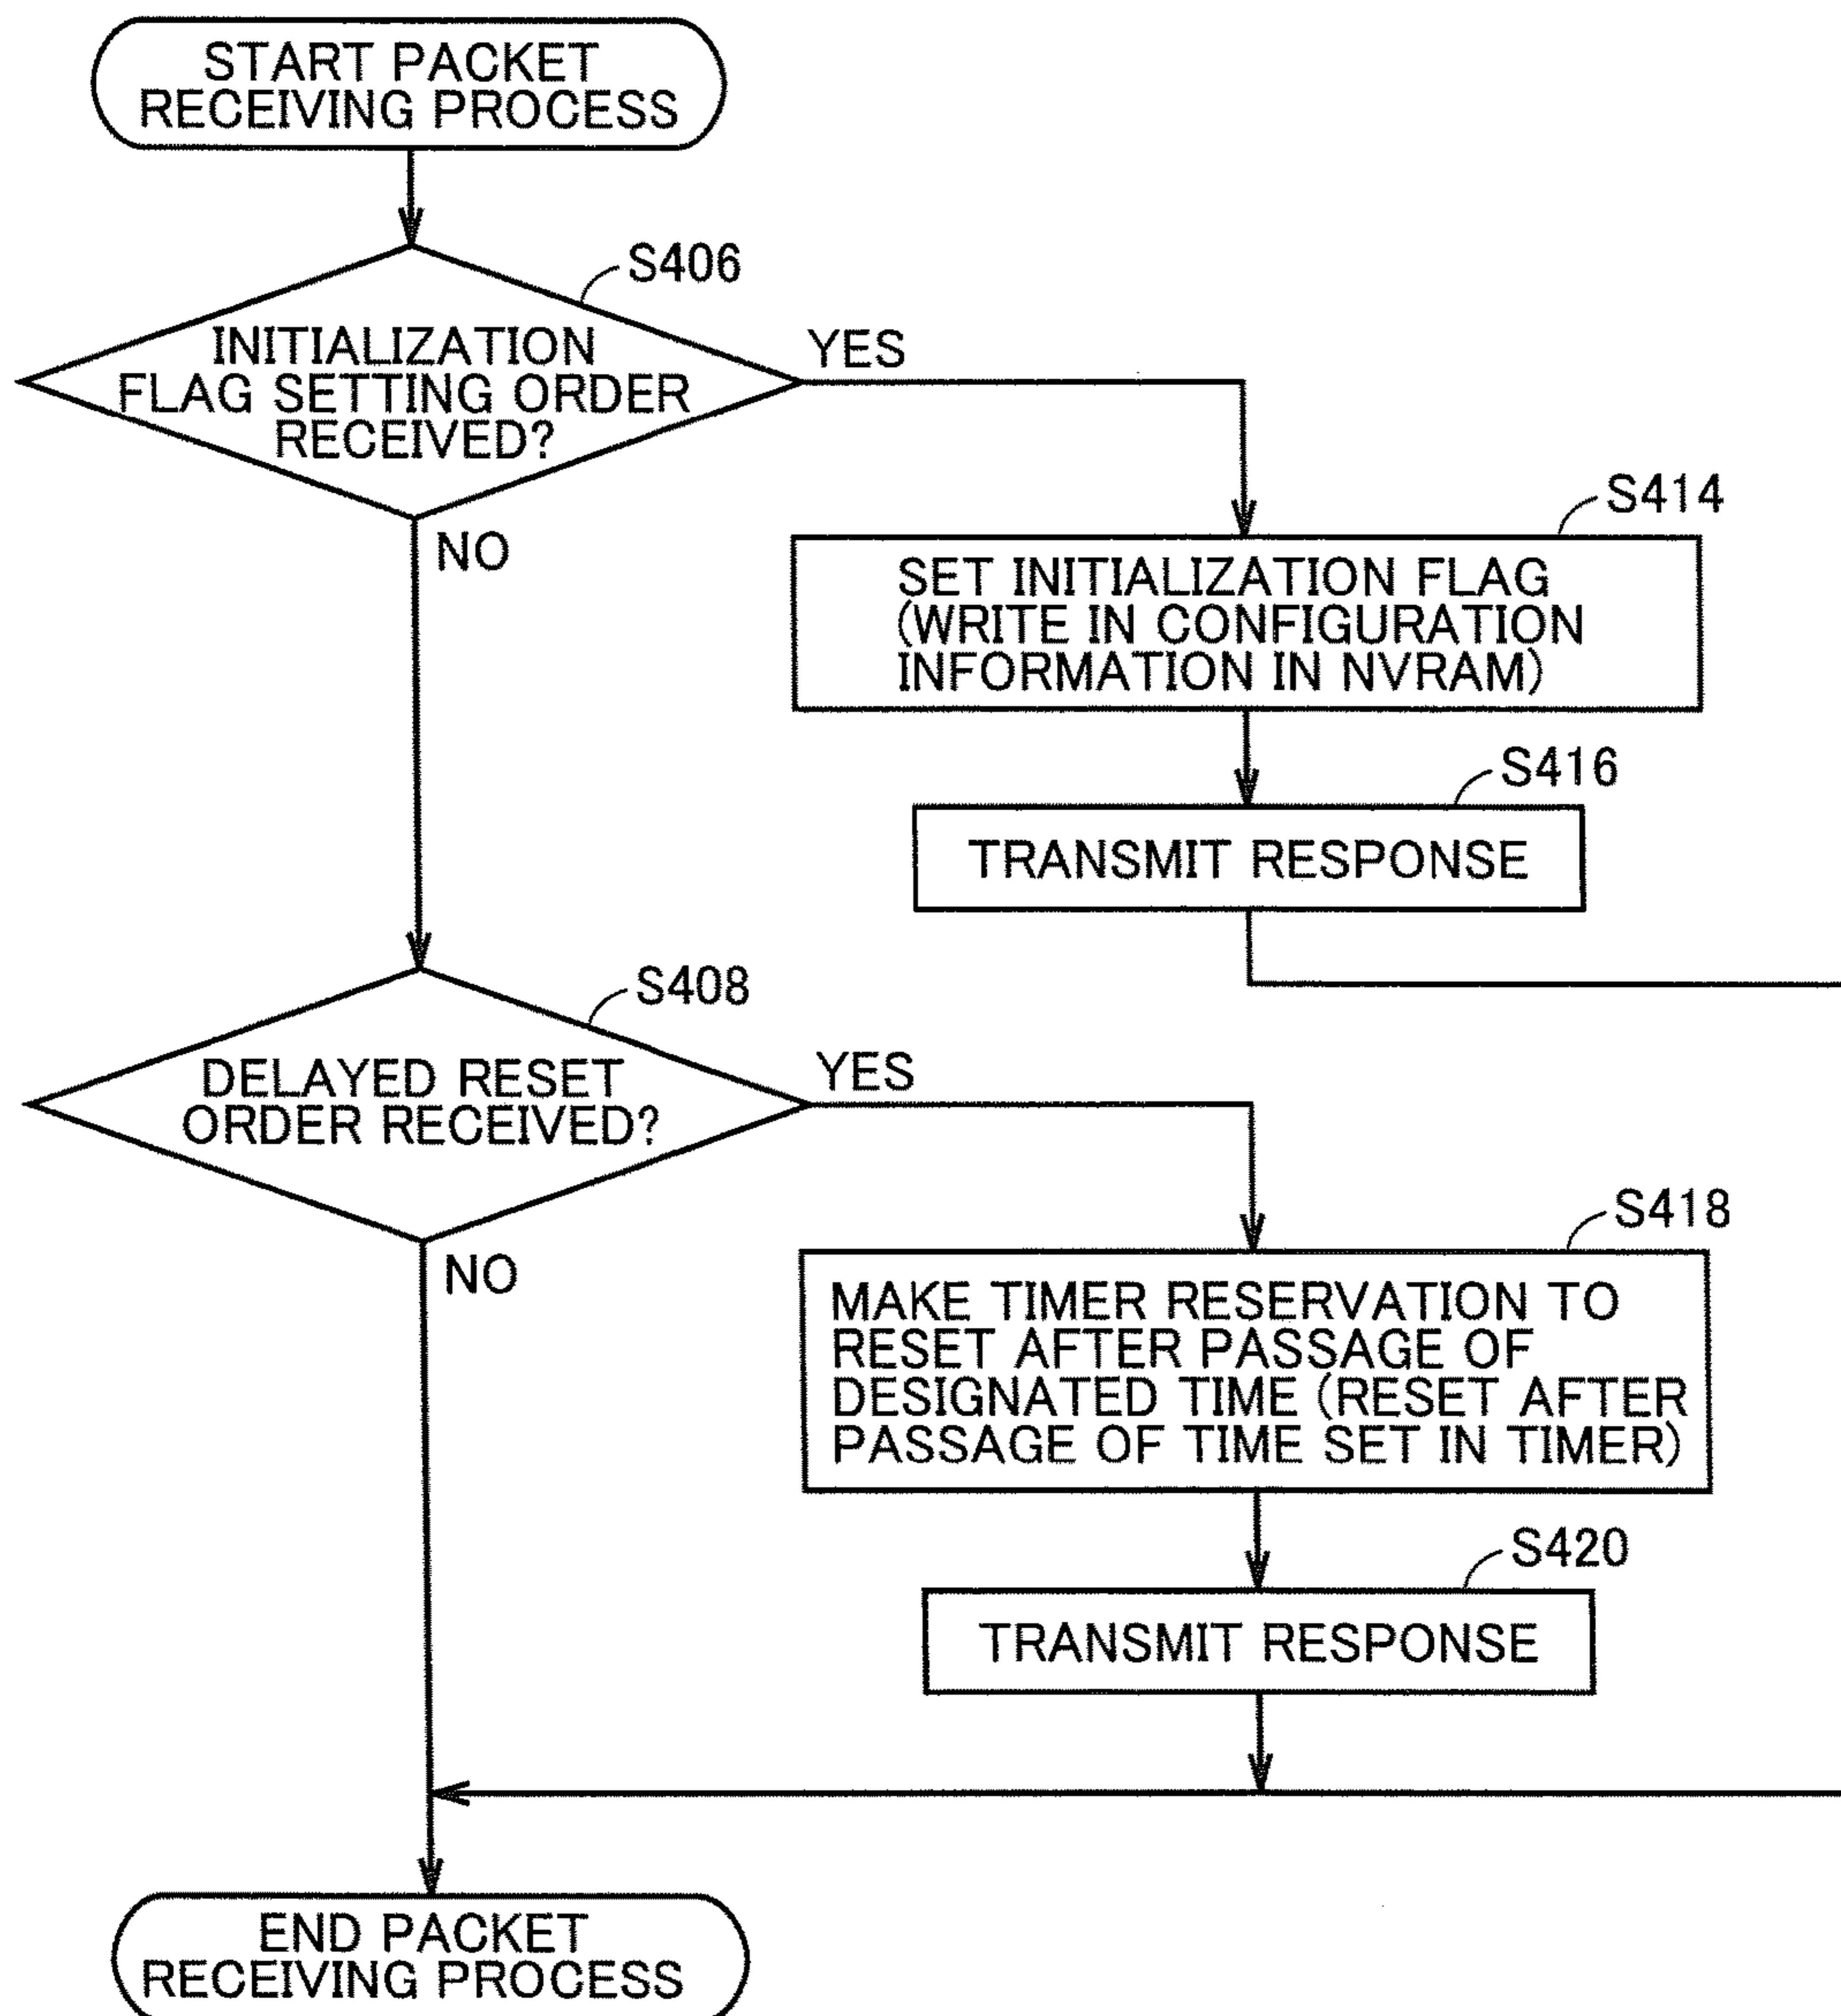 START PACKET
RECEIVING PROCESS
S406
INITIALIZATION
FLAG SETTING ORDER
RECEIVED?
YES
NO
S414
SET INITIALIZATION FLAG
(WRITE IN CONFIGURATION
INFORMATION IN NVRAM)
S416
TRANSMIT RESPONSE
S408
DELAYED RESET
ORDER RECEIVED?
YES
NO
S418
MAKE TIMER RESERVATION TO
RESET AFTER PASSAGE OF
DESIGNATED TIME (RESET AFTER
PASSAGE OF TIME SET IN TIMER)
S420
TRANSMIT RESPONSE
END PACKET
RECEIVING PROCESS